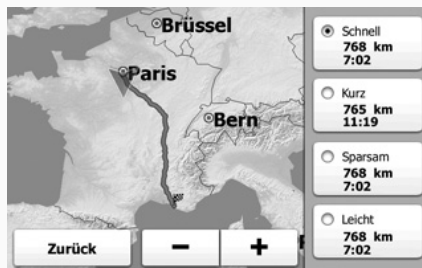 Brüssel
Paris
Bern
Schnell
768 km
7:02
Kurz
765 km
11:19
Sparsam
768 km
7:02
Leicht
768 km
7:02
Zurück
−
+